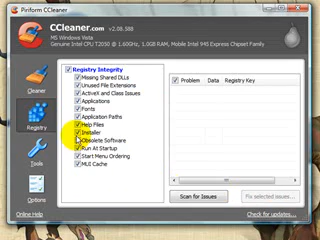 Piriform CCleaner
CCleaner.com v2.08.588
MS Windows Vista
Genuine Intel CPU T2050 @ 1.60GHz, 1.0GB RAM, Mobile Intel 945 Express Chipset Family
Cleaner
Registry
Tools
Options
Registry Integrity
Missing Shared DLLs
Unused File Extensions
ActiveX and Class Issues
Applications
Fonts
Application Paths
Help Files
Installer
Obsolete Software
Run At Startup
Start Menu Ordering
MUI Cache
Problem Data Registry Key
Scan for Issues
Fix selected issues...
Online Help
Check for updates...